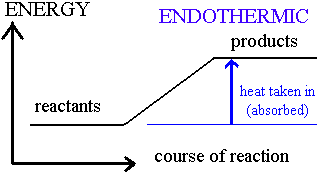 ENERGY
ENDOTHERMIC
products
heat taken in
(absorbed)
reactants
course of reaction